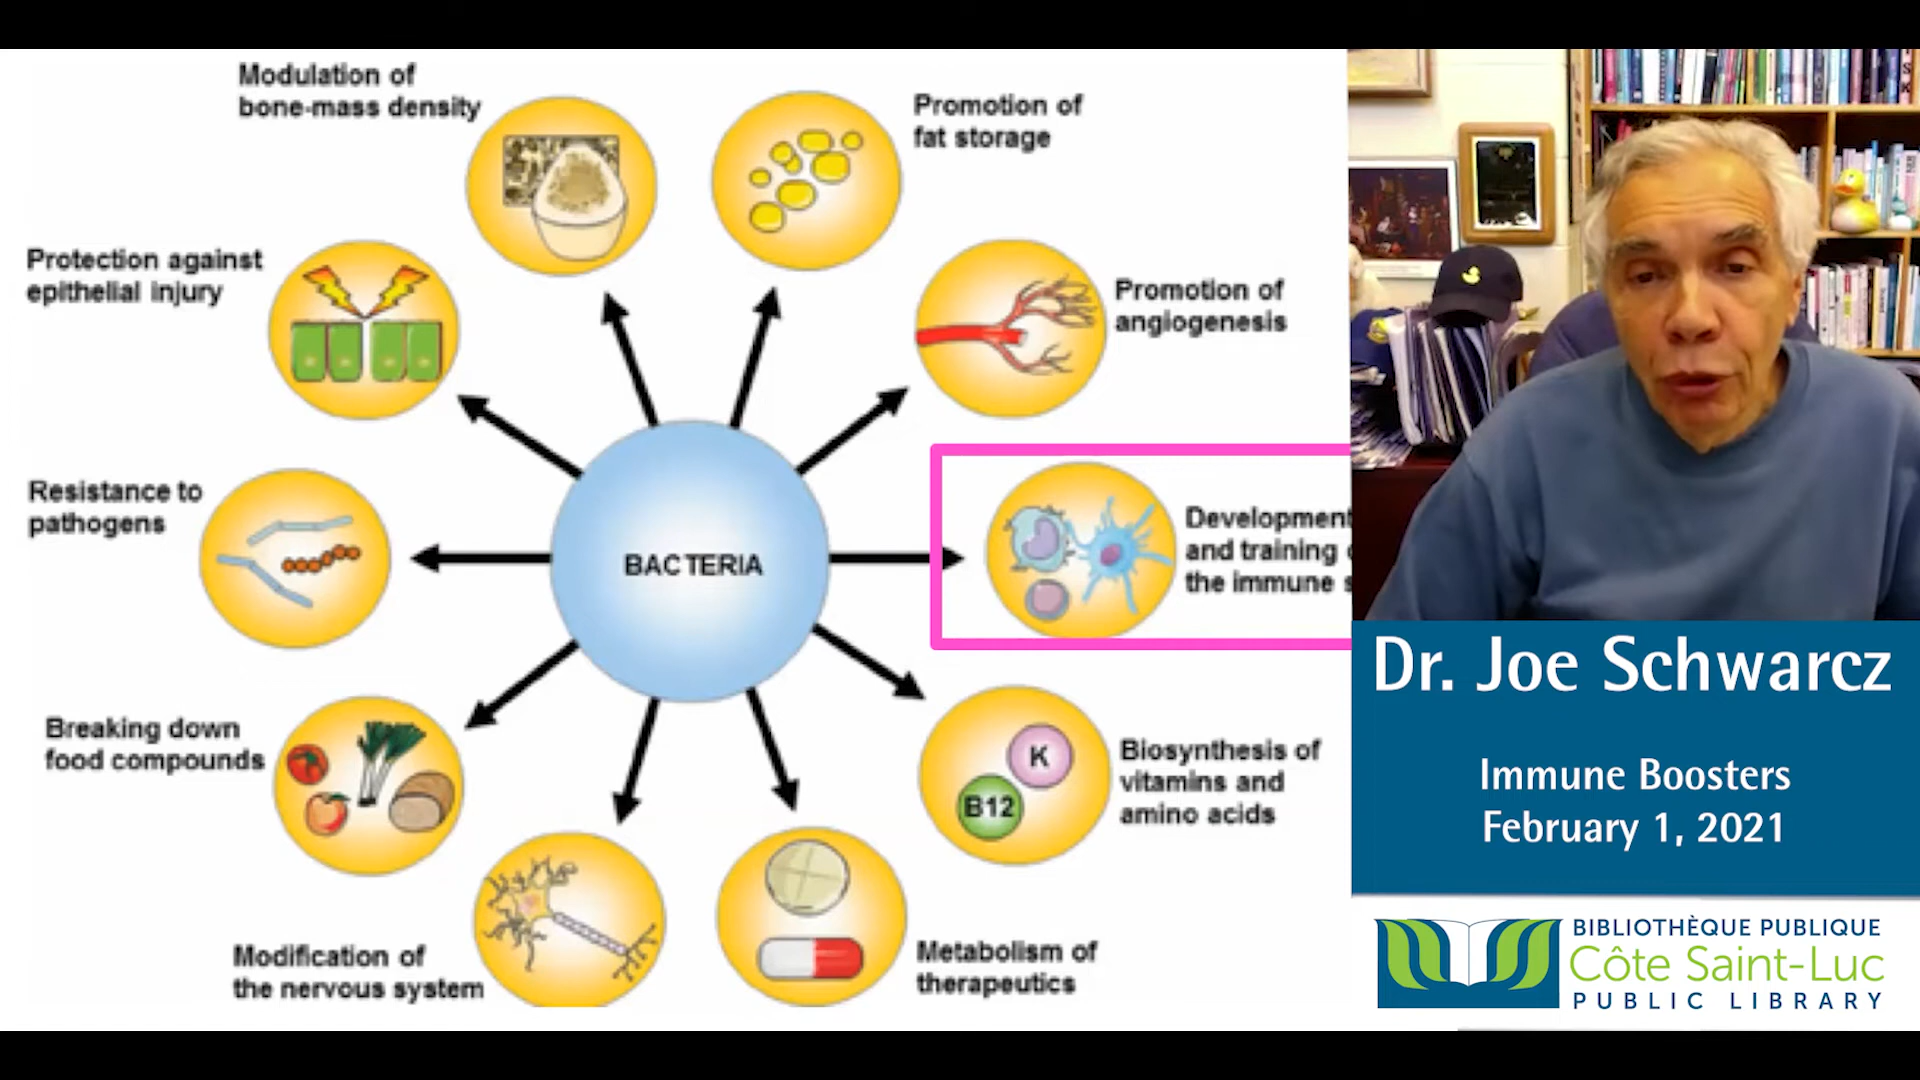 Modulation of
bone-mass density
Promotion of
fat storage
Protection against
epithelial injury
Promotion of
angiogenesis
Resistance to
pathogens
BACTERIA
Development
and training
the immune s
Breaking down
food compounds
K
B12
Biosynthesis of
vitamins and
amino acids
Modification of
the nervous system
Metabolism of
therapeutics
Dr. Joe Schwarcz
Immune Boosters
February 1, 2021
BIBLIOTHÈQUE PUBLIQUE
Côte Saint-Luc
PUBLIC LIBRARY